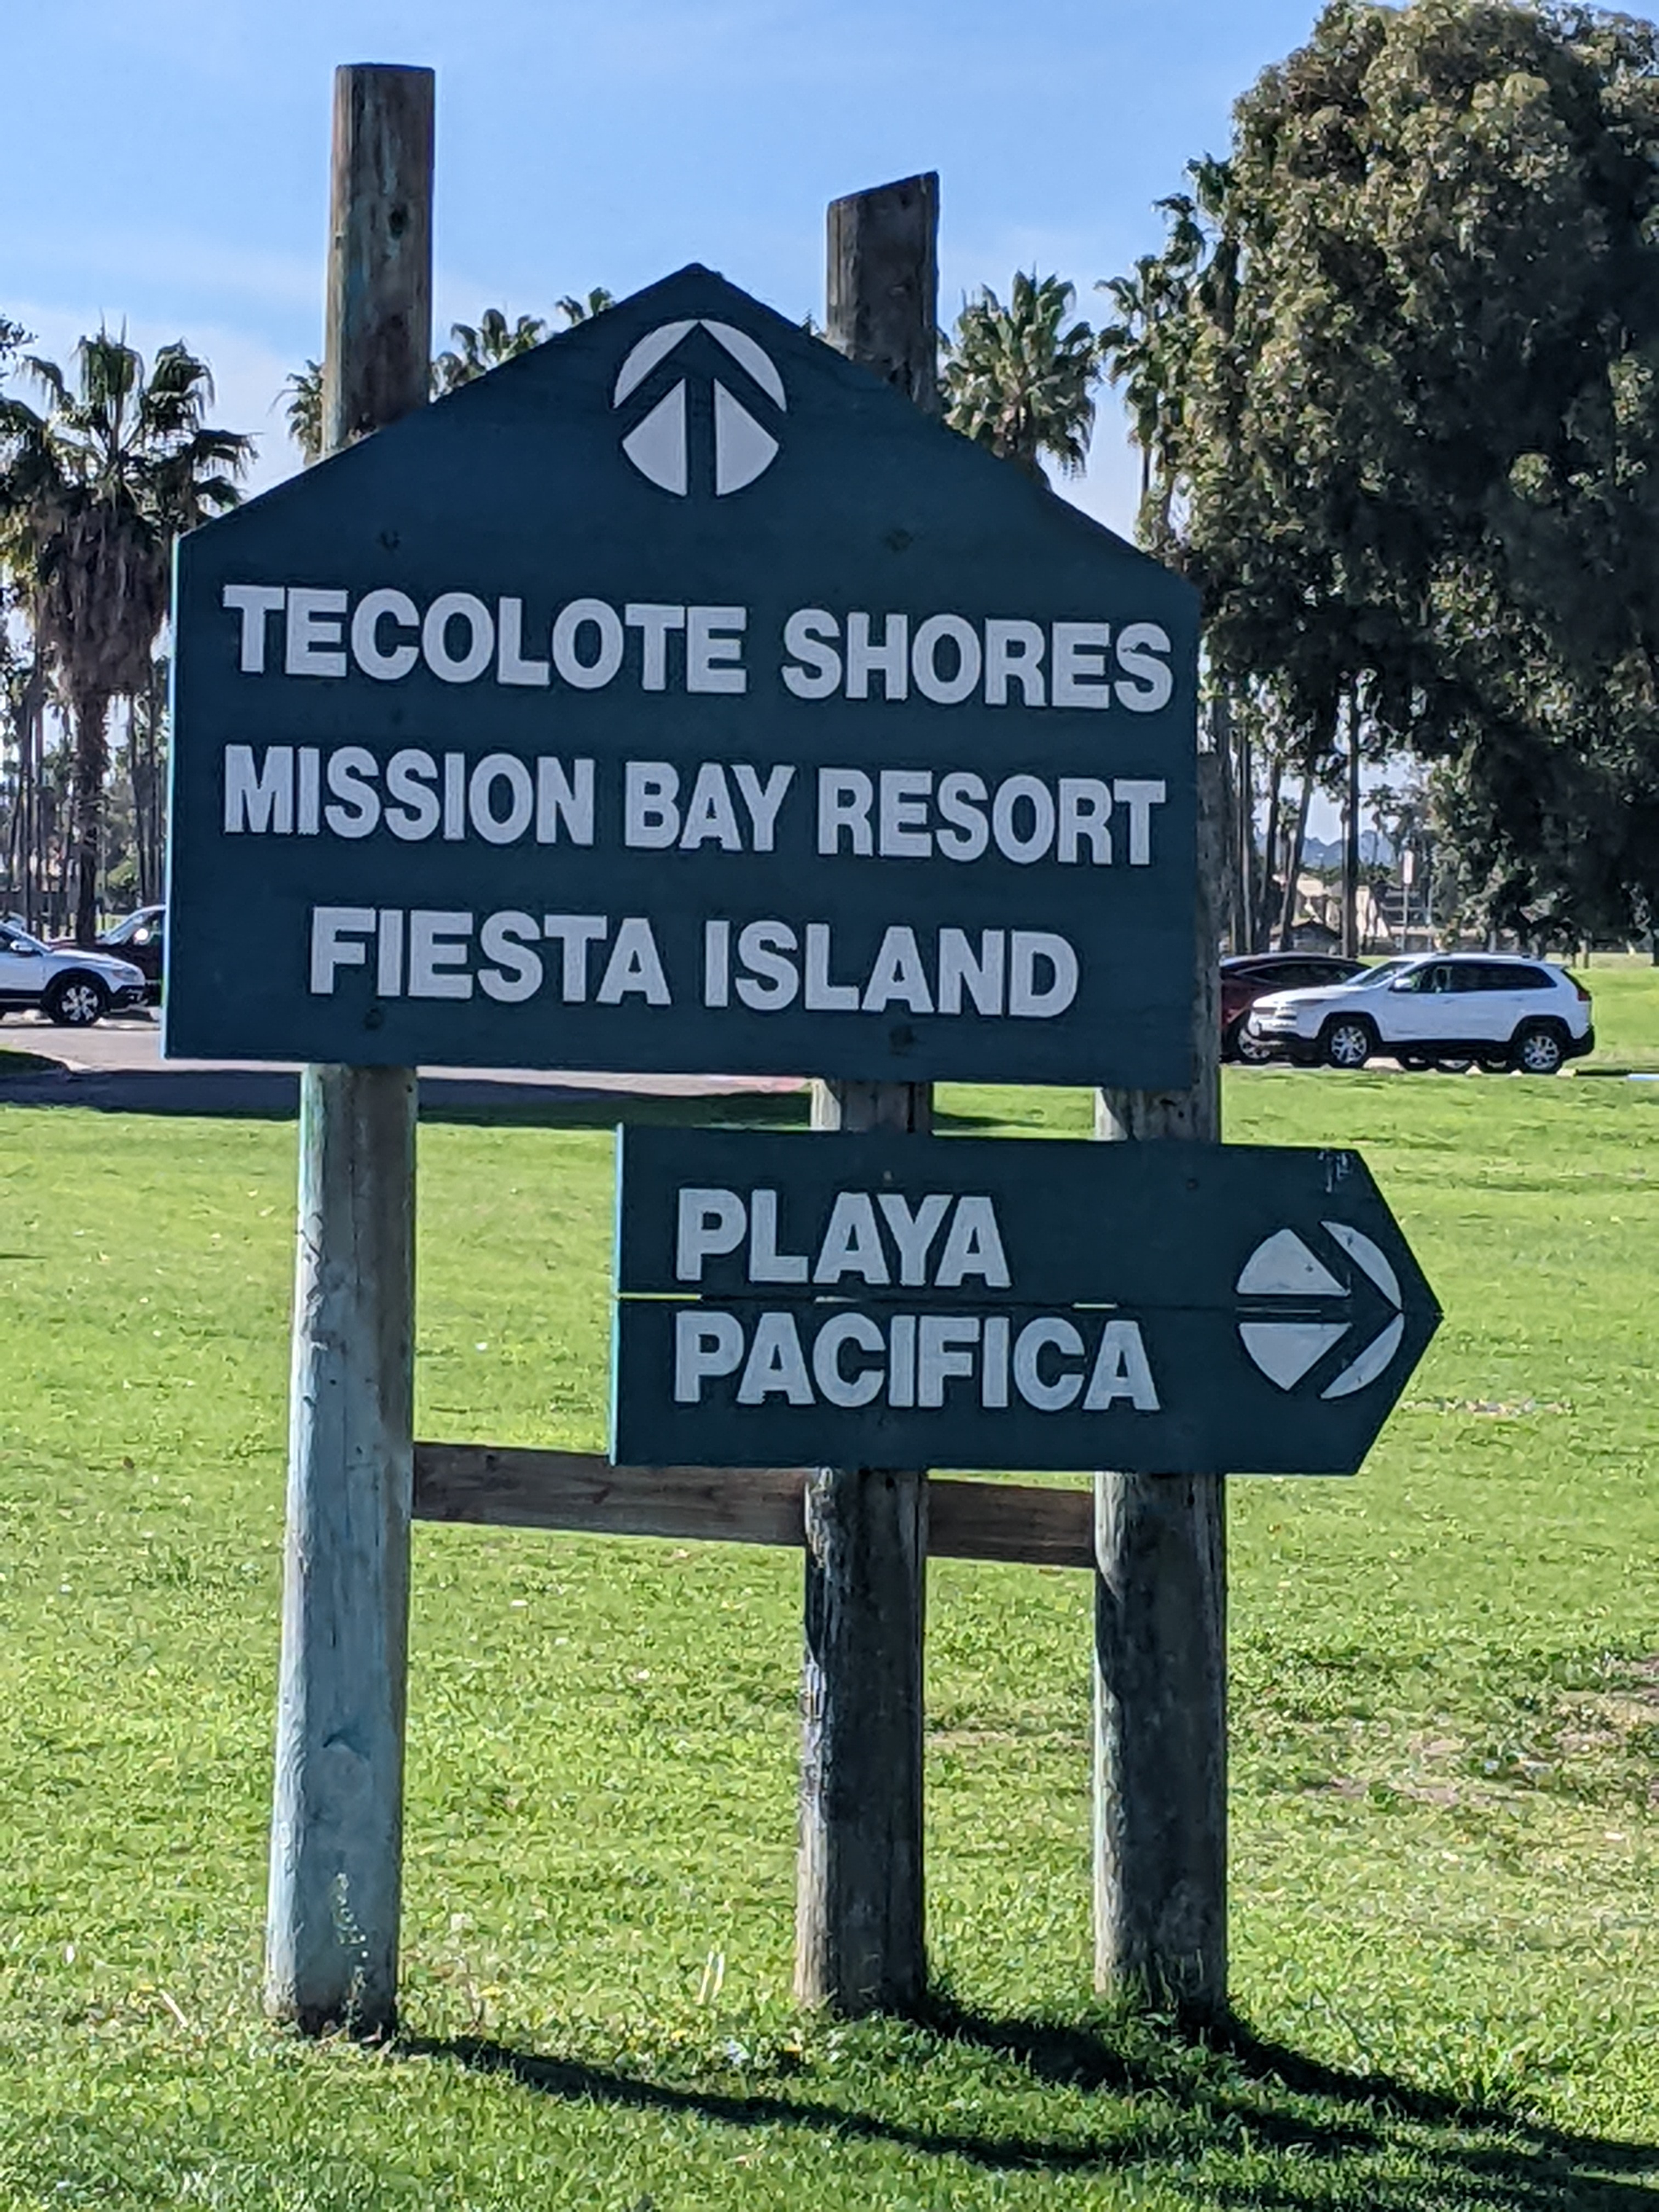 TECOLOTE SHORES
MISSION BAY RESORT
FIESTA ISLAND
PLAYA
PACIFICA